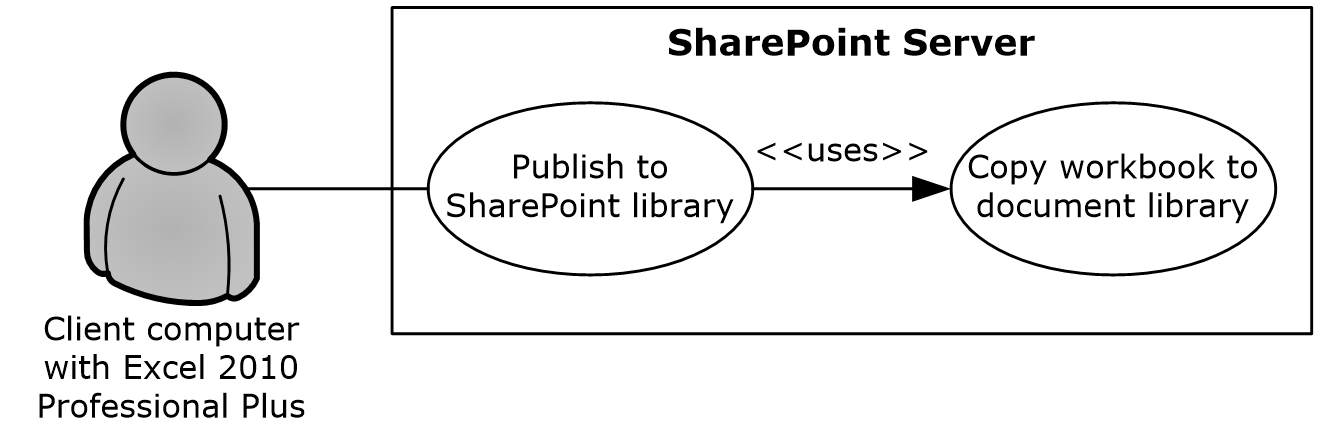 SharePoint Server
Publish to
SharePoint library
<<uses>>
Copy workbook to
document library
Client computer
with Excel 2010
Professional Plus